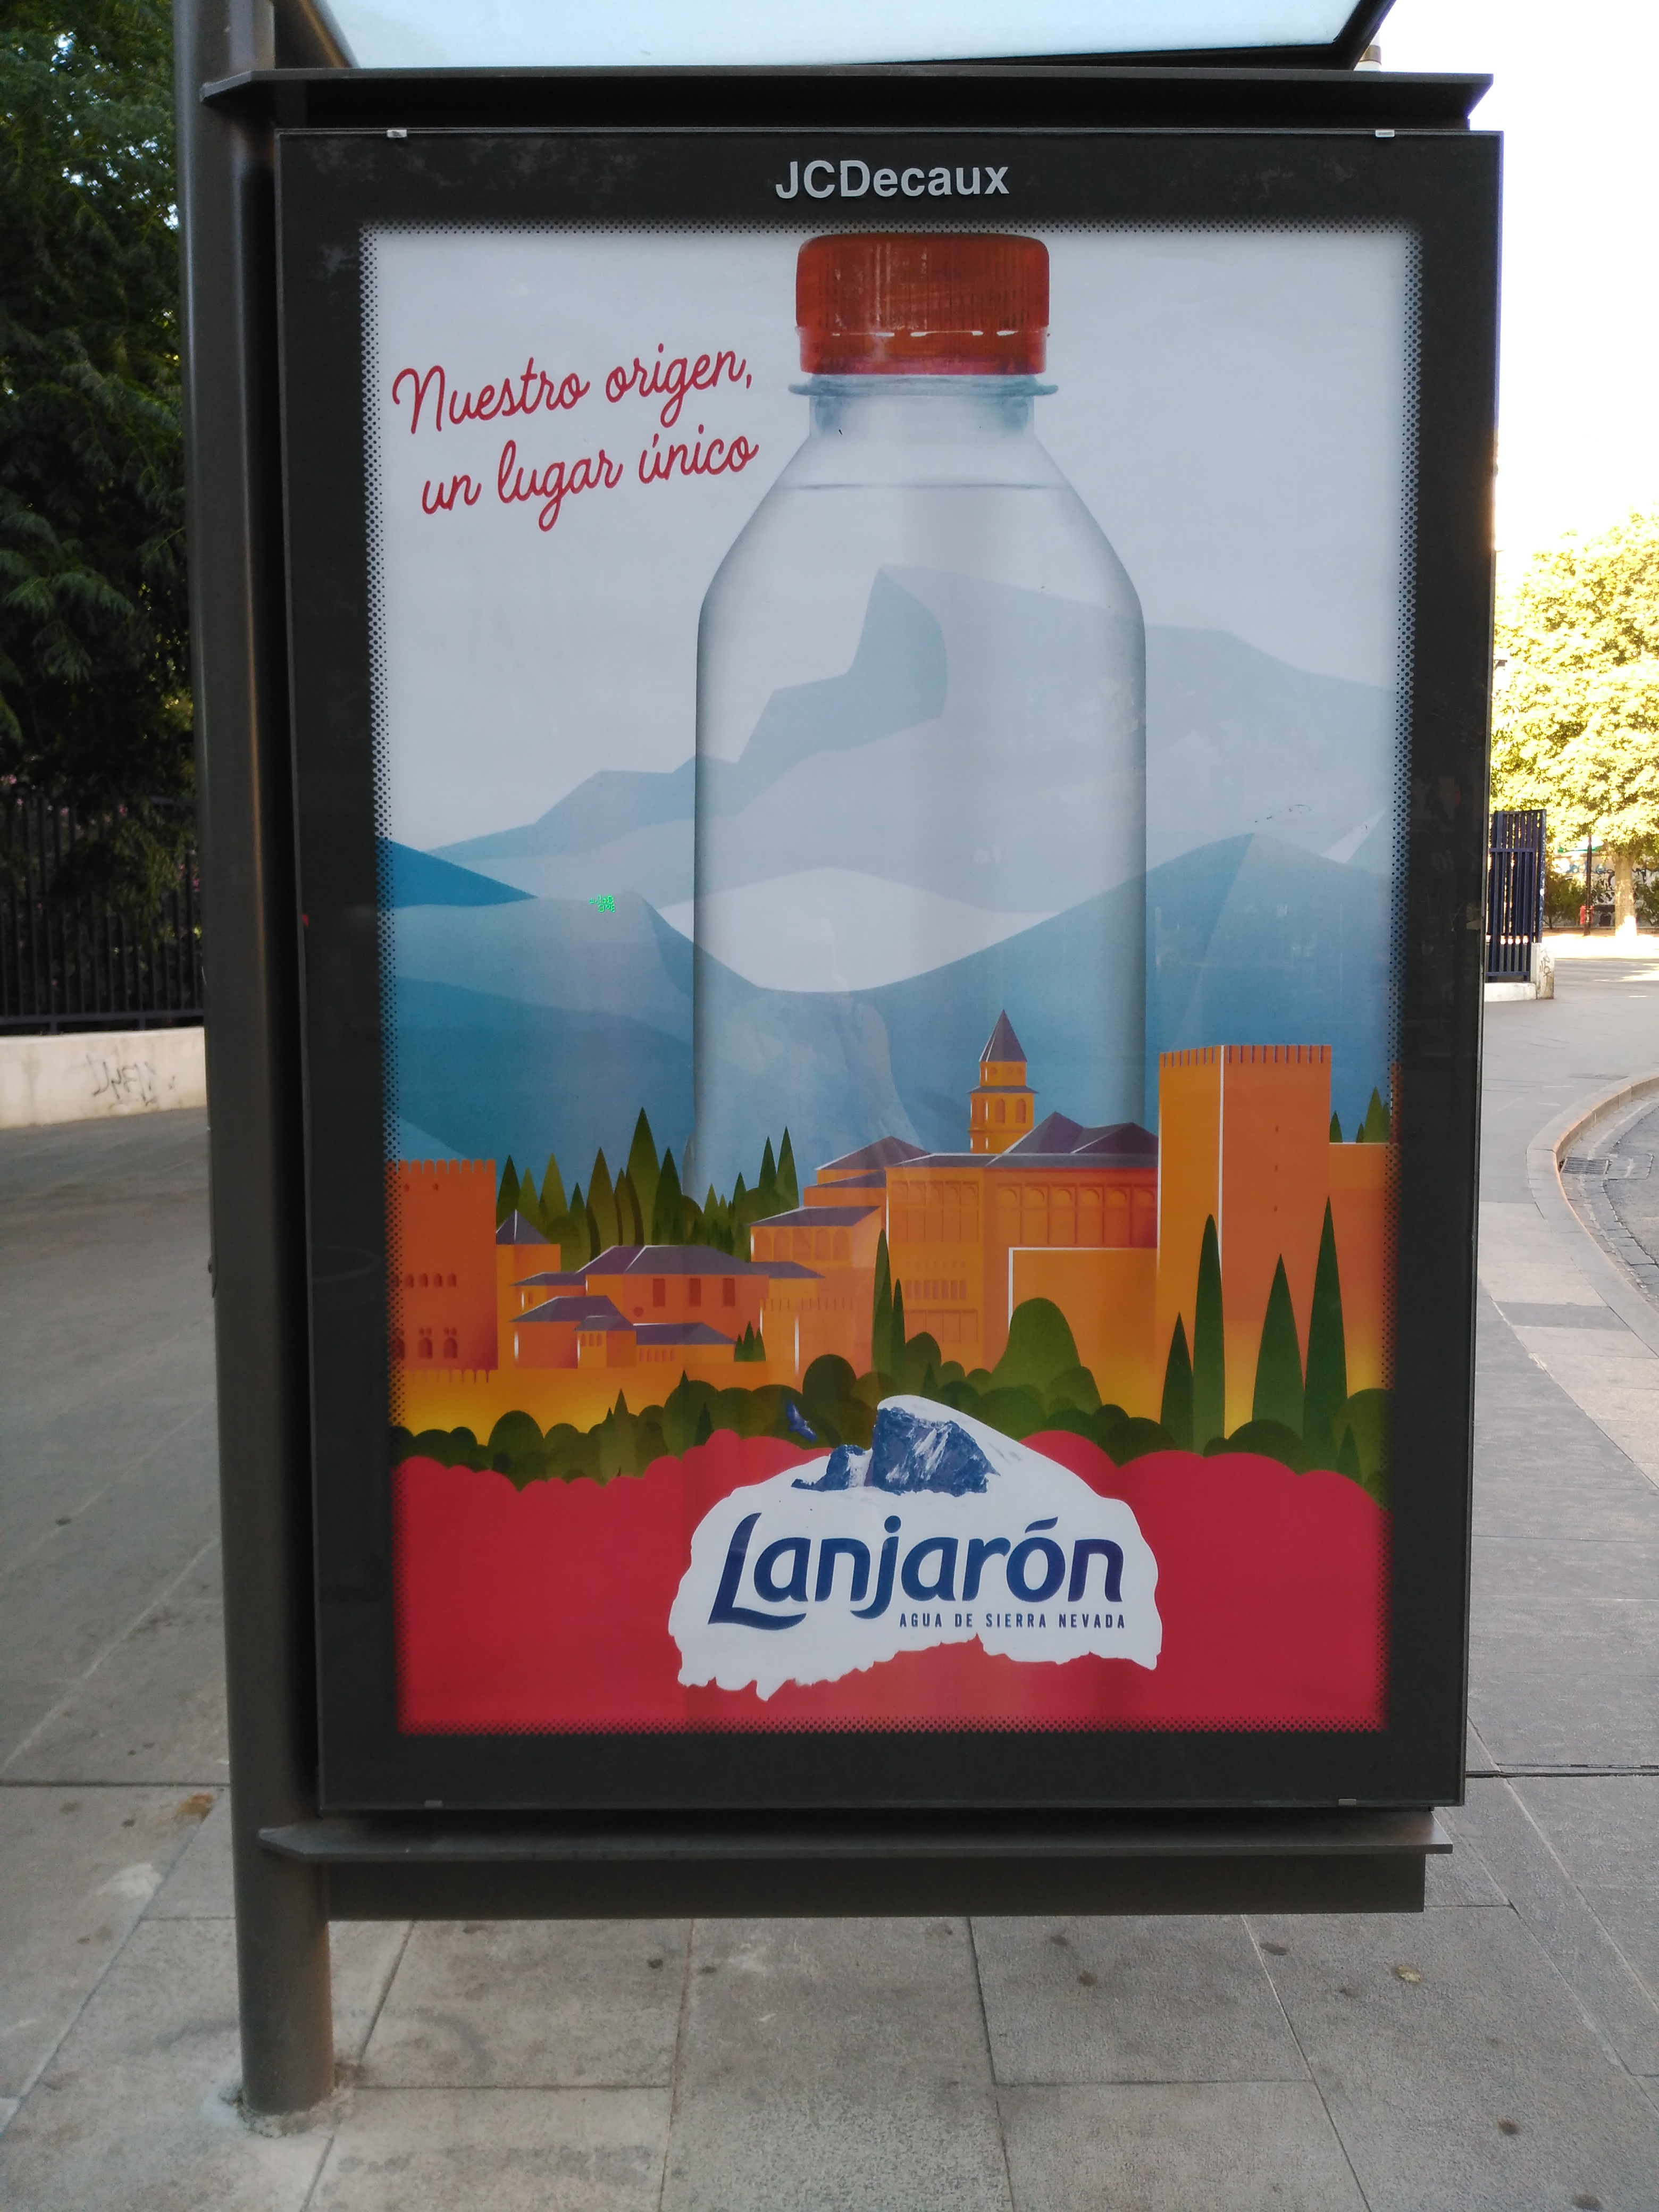 JCDecaux
Nuestro origen,
un lugar único
Lanjarón
AGUA DE SIERRA NEVADA